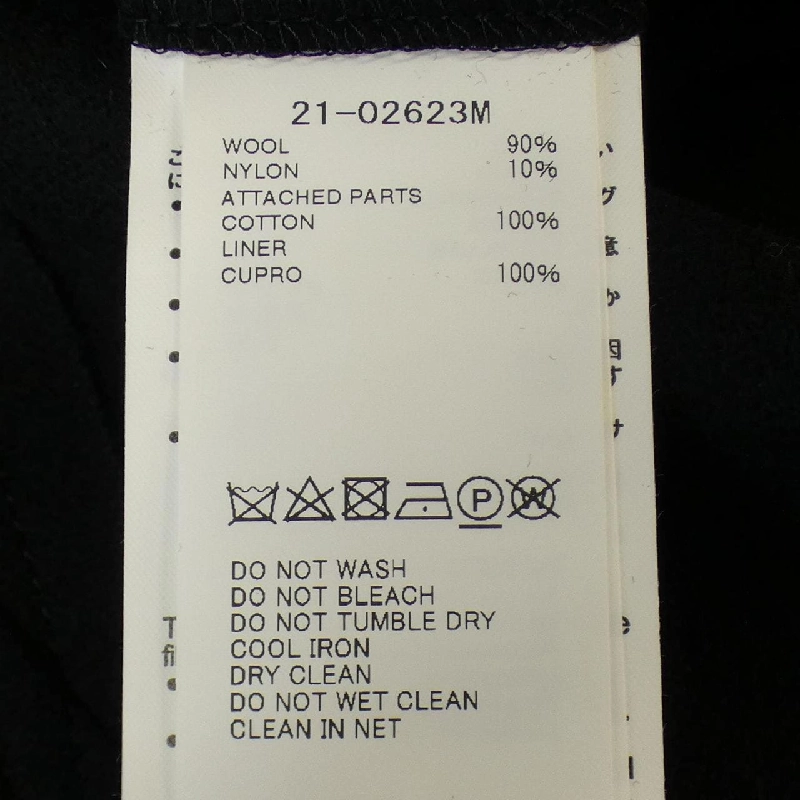 21-02623M
WOOL 90%
NYLON 10%
ATTACHED PARTS
COTTON 100%
LINER
CUPRO 100%
P
W
DO NOT WASH
DO NOT BLEACH
DO NOT TUMBLE DRY
COOL IRON
DRY CLEAN
DO NOT WET CLEAN
CLEAN IN NET